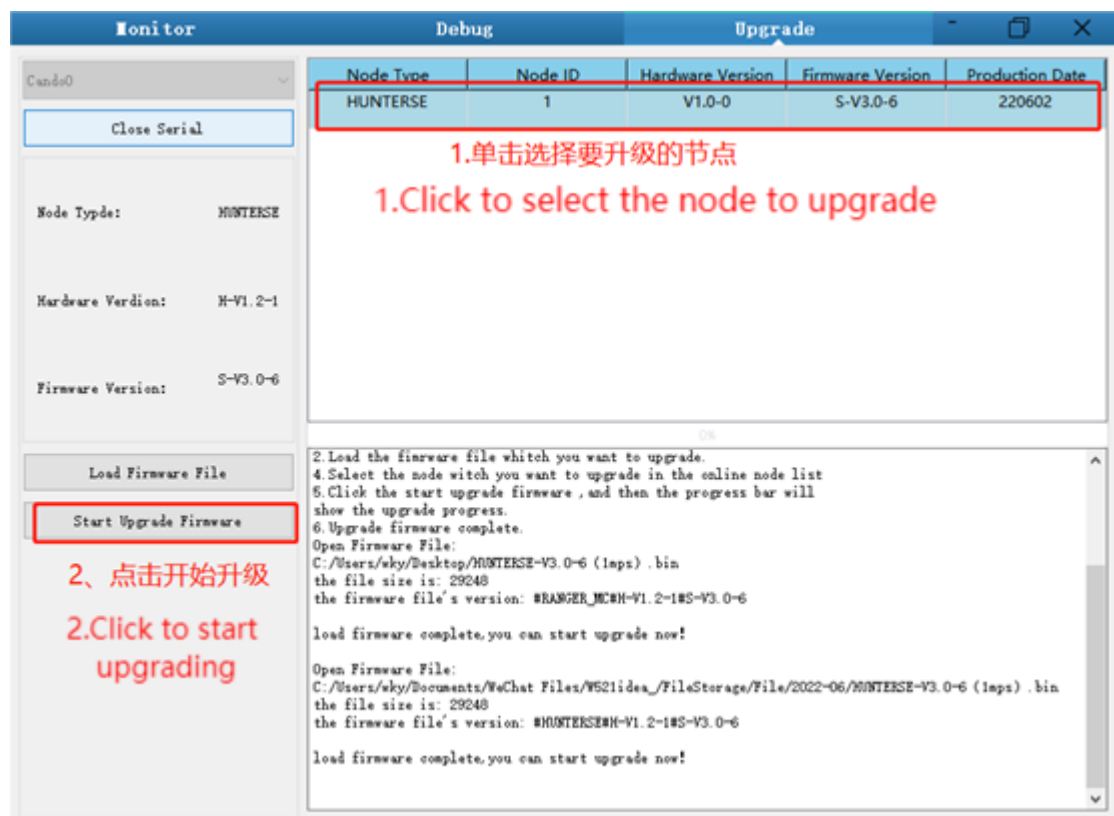 Monitor
Debug
Upgrade
Cando0
Close Serial
Node Typde: HUNTERSE
Hardware Verdion: H-V1.2-1
Firmware Version: S-V3.0-6
Load Firmware File
Start Upgrade Firmware
2、点击开始升级
2.Click to start
upgrading
Node Type Node ID Hardware Version Firmware Version Production Date
HUNTERSE 1 V1.0-0 S-V3.0-6 220602
1.单击选择要升级的节点
1.Click to select the node to upgrade
0%
2.Load the firmware file whitch you want to upgrade.
4.Select the node witch you want to upgrade in the online node list
5.Click the start upgrade firmware ,and then the progress bar will
show the upgrade progress.
6.Upgrade firmware complete.
Open Firmware File:
C:/Users/wky/Desktop/HUNTERSE-V3.0-6 (1mps) .bin
the file size is: 29248
the firmware file's version: #RANGER_MC#H-V1.2-1#S-V3.0-6
load firmware complete,you can start upgrade now!
Open Firmware File:
C:/Users/wky/Documents/WeChat Files/W521idea_/FileStorage/File/2022-06/HUNTERSE-V3.0-6 (1mps) .bin
the file size is: 29248
the firmware file's version: #HUNTERSE#H-V1.2-1#S-V3.0-6
load firmware complete,you can start upgrade now!